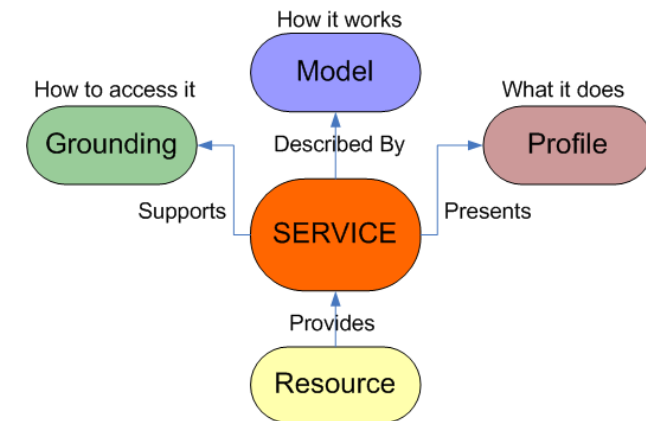 How it works
Model
How to access it
What it does
Grounding
Described By
Profile
Supports
SERVICE
Presents
Provides
Resource